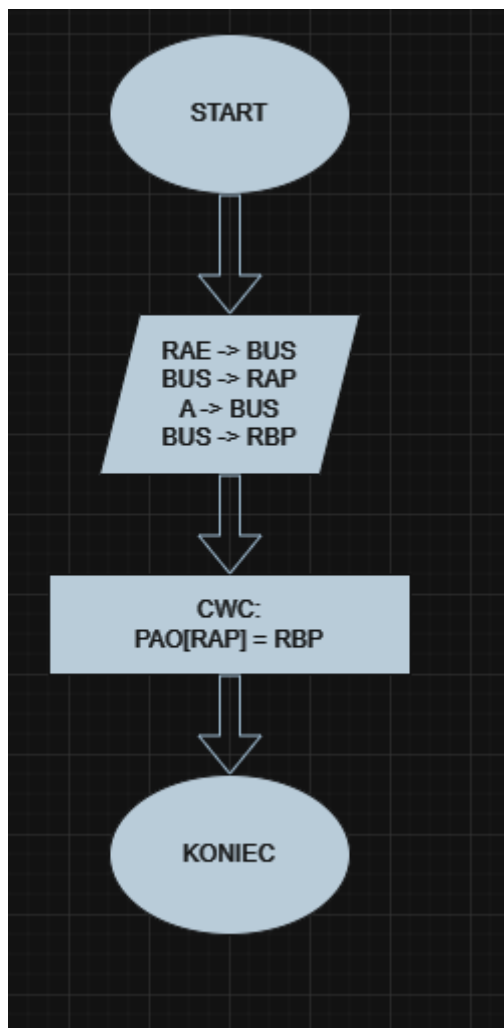 START
RAE -> BUS
BUS -> RAP
A -> BUS
BUS -> RBP
CWC:
PAO[RAP] = RBP
KONIEC